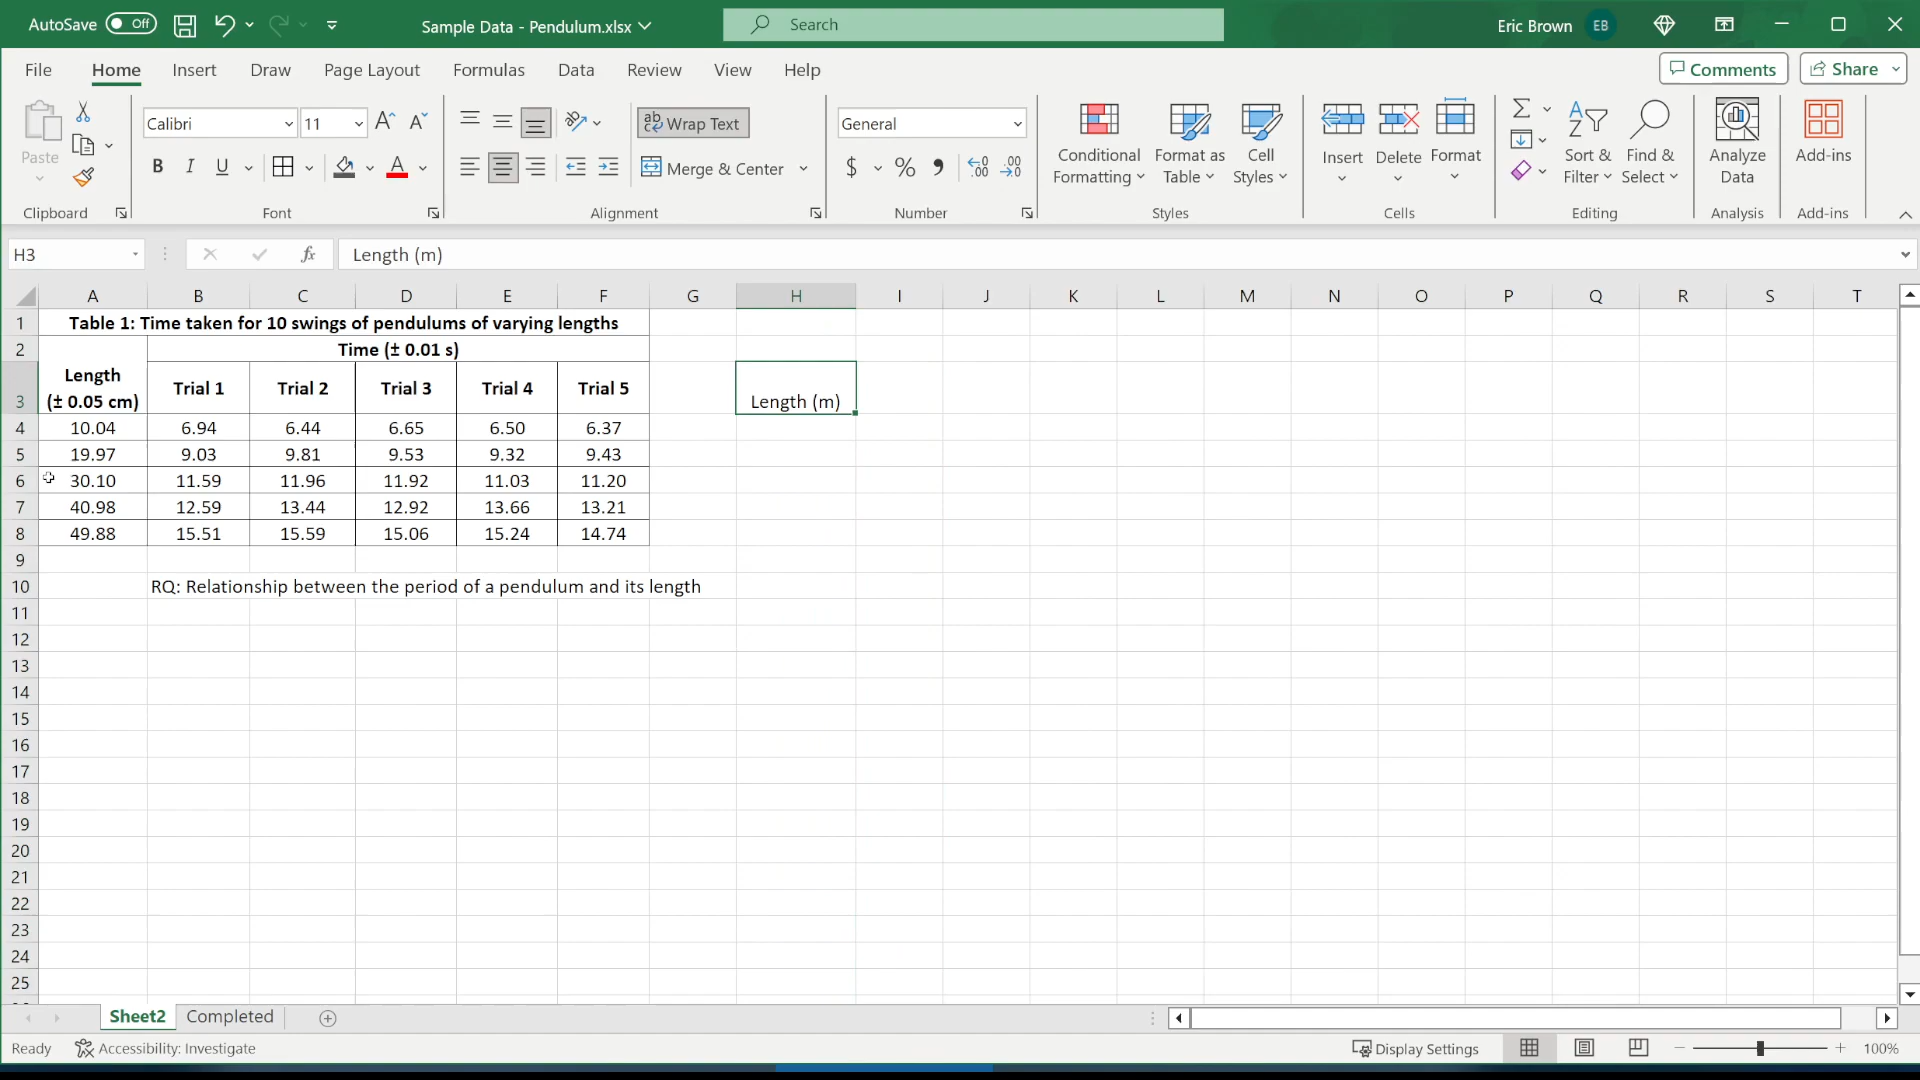 AutoSave Off Sample Data - Pendulum.xlsx Search Eric Brown EB
File Home Insert Draw Page Layout Formulas Data Review View Help Comments Share
Paste Calibri 11 A A ab Wrap Text General Conditional Formatting Format as Table Cell Styles Insert Delete Format Sort & Filter Find & Select Analyze Data Add-ins
B I U A Merge & Center $ % 9 .00 .00
Clipboard Font Alignment Number Styles Cells Editing Analysis Add-ins
H3 fx Length (m)
A B C D E F G H I J K L M N O P Q R S T
1 Table 1: Time taken for 10 swings of pendulums of varying lengths
2 Time (± 0.01 s)
3 Length (± 0.05 cm) Trial 1 Trial 2 Trial 3 Trial 4 Trial 5 Length (m)
4 10.04 6.94 6.44 6.65 6.50 6.37
5 19.97 9.03 9.81 9.53 9.32 9.43
6 30.10 11.59 11.96 11.92 11.03 11.20
7 40.98 12.59 13.44 12.92 13.66 13.21
8 49.88 15.51 15.59 15.06 15.24 14.74
9
10 RQ: Relationship between the period of a pendulum and its length
11
12
13
14
15
16
17
18
19
20
21
22
23
24
25
Sheet2 Completed
Ready Accessibility: Investigate Display Settings 100%